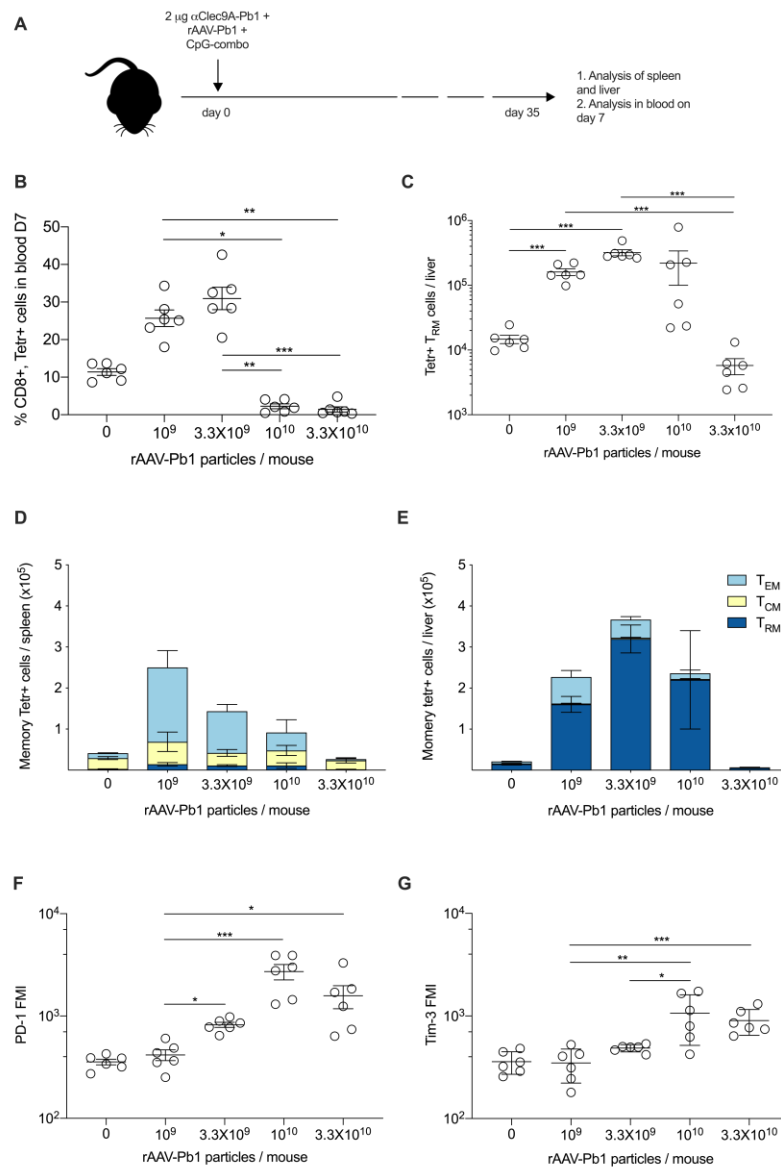 A
2 µg αClec9A-Pb1 +
rAAV-Pb1 +
CpG-combo
day 0
day 35
1. Analysis of spleen
and liver
2. Analysis in blood on
day 7
B
% CD8+, Tetr+ cells in blood D7
50
40
30
20
10
0
**
*
***
**
0 10⁹ 3.3X10⁹ 10¹⁰ 3.3X10¹⁰
rAAV-Pb1 particles / mouse
C
Tetr+ TRM cells / liver
10⁶
10⁵
10⁴
10³
***
***
***
***
0 10⁹ 3.3X10⁹ 10¹⁰ 3.3x10¹⁰
rAAV-Pb1 particles / mouse
D
Memory Tetr+ cells / spleen (x10⁵)
5
4
3
2
1
0 10⁹ 3.3X10⁹ 10¹⁰ 3.3X10¹⁰
rAAV-Pb1 particles / mouse
E
Momery tetr+ cells / liver (x10⁵)
5
4
3
2
1
TEM
TCM
TRM
0 10⁹ 3.3X10⁹ 10¹⁰ 3.3X10¹⁰
rAAV-Pb1 particles / mouse
F
PD-1 FMI
10⁴
10³
10²
*
***
*
0 10⁹ 3.3X10⁹ 10¹⁰ 3.3X10¹⁰
rAAV-Pb1 particles / mouse
G
Tim-3 FMI
10⁴
10³
10²
***
**
*
0 10⁹ 3.3X10⁹ 10¹⁰ 3.3X10¹⁰
rAAV-Pb1 particles / mouse